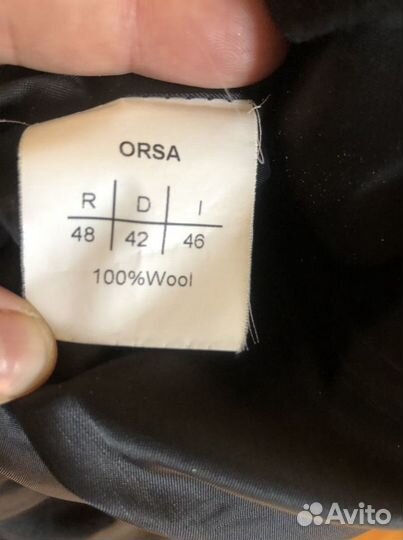 ORSA
R D I
48 42 46
100%Wool
Avito